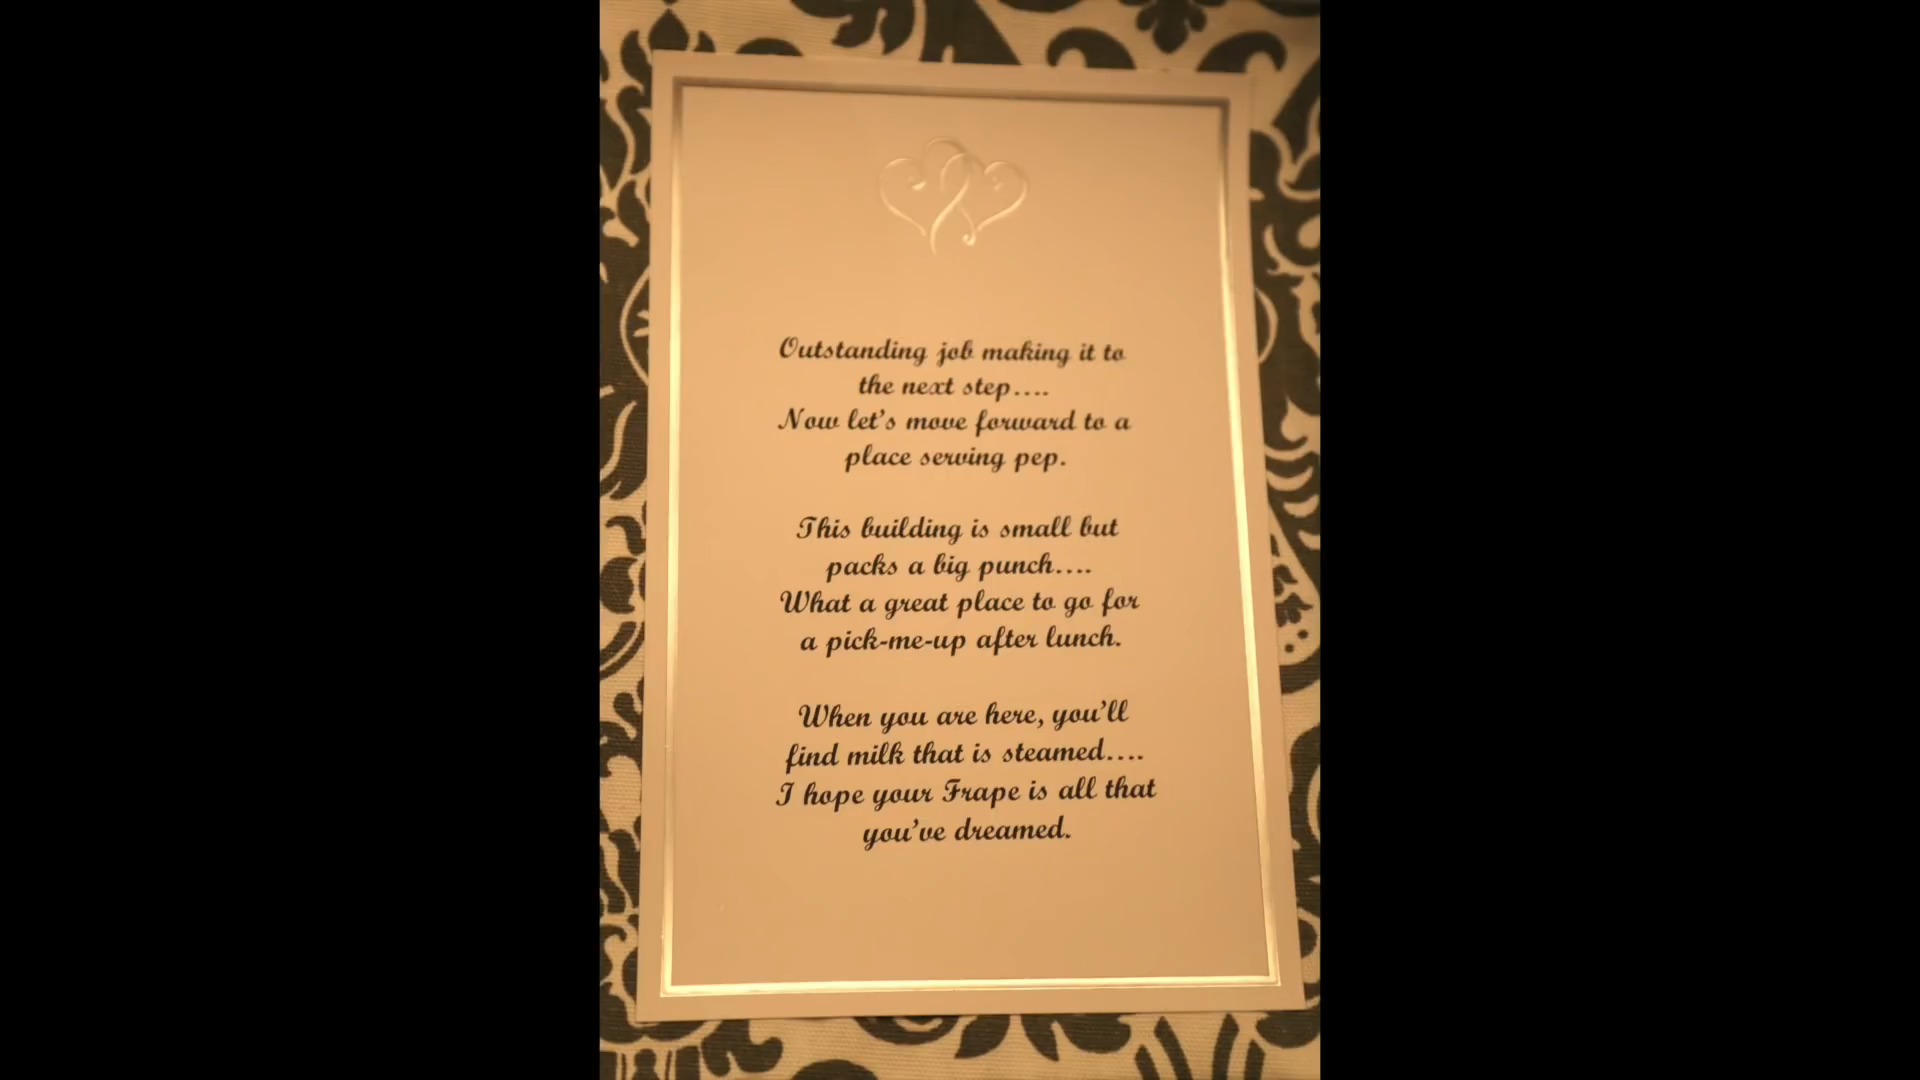 Outstanding job making it to
the next step....
Now let's move forward to a
place serving pep.
This building is small but
packs a big punch....
What a great place to go for
a pick-me-up after lunch.
When you are here, you'll
find milk that is steamed....
I hope your Frape is all that
you've dreamed.